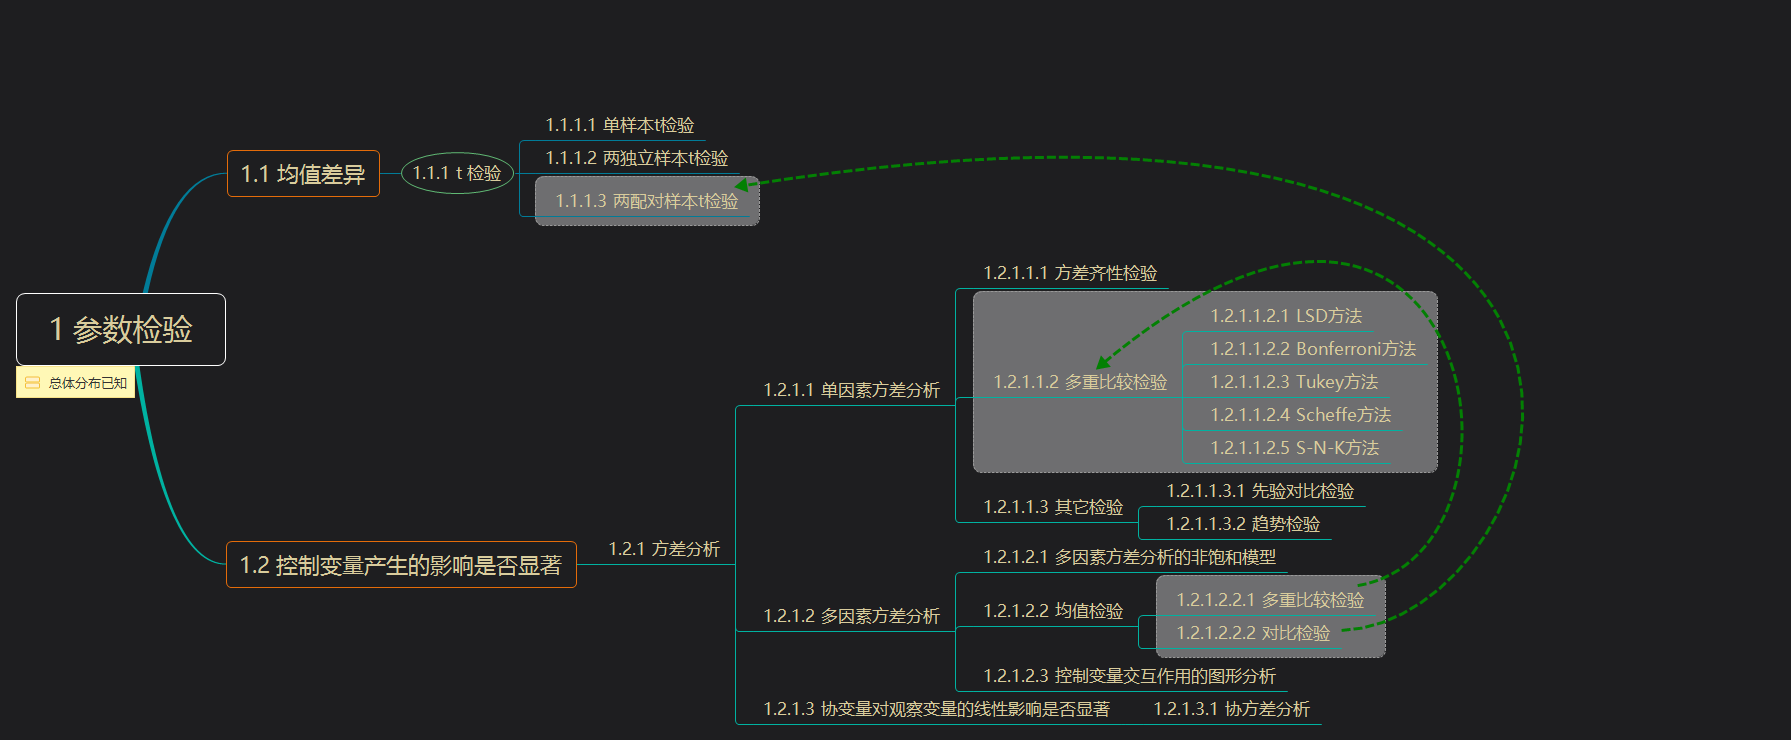 1 参数检验
总体分布已知
1.1 均值差异
1.1.1 t 检验
1.1.1.1 单样本t检验
1.1.1.2 两独立样本t检验
1.1.1.3 两配对样本t检验
1.2 控制变量产生的影响是否显著
1.2.1 方差分析
1.2.1.1 单因素方差分析
1.2.1.1.1 方差齐性检验
1.2.1.1.2 多重比较检验
1.2.1.1.2.1 LSD方法
1.2.1.1.2.2 Bonferroni方法
1.2.1.1.2.3 Tukey方法
1.2.1.1.2.4 Scheffe方法
1.2.1.1.2.5 S-N-K方法
1.2.1.1.3 其它检验
1.2.1.1.3.1 先验对比检验
1.2.1.1.3.2 趋势检验
1.2.1.2 多因素方差分析
1.2.1.2.1 多因素方差分析的非饱和模型
1.2.1.2.2 均值检验
1.2.1.2.2.1 多重比较检验
1.2.1.2.2.2 对比检验
1.2.1.2.3 控制变量交互作用的图形分析
1.2.1.3 协变量对观察变量的线性影响是否显著
1.2.1.3.1 协方差分析